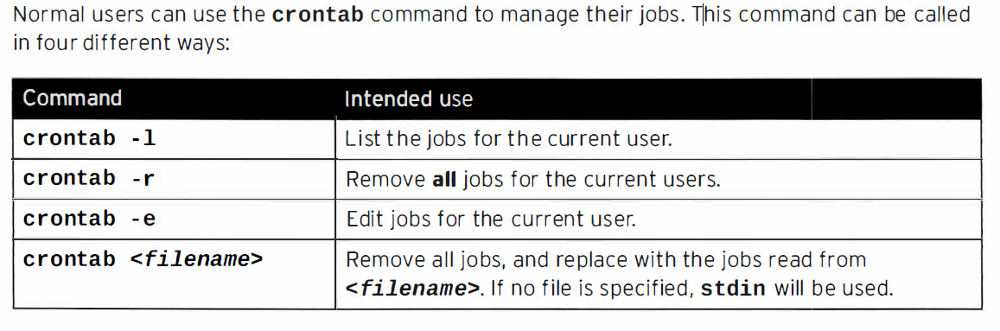 Normal users can use the crontab command to manage their jobs. This command can be called
in four different ways:
Command Intended use
crontab -l List the jobs for the current user.
crontab -r Remove all jobs for the current users.
crontab -e Edit jobs for the current user.
crontab <filename> Remove all jobs, and replace with the jobs read from
<filename>. If no file is specified, stdin will be used.